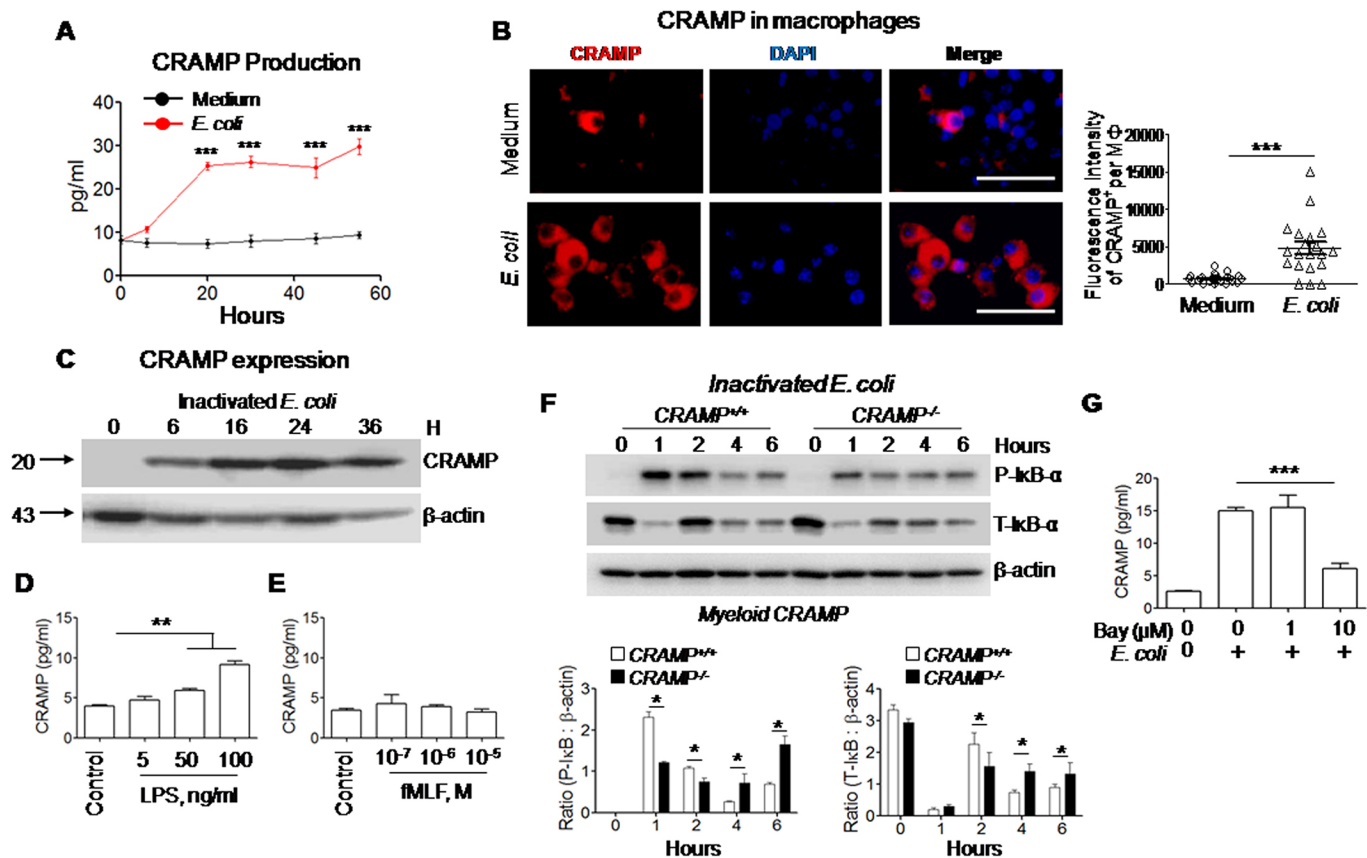 A
CRAMP Production
Medium
E. coli
40
30
20
10
0
pg/ml
*** *** *** ***
0 20 40 60
Hours
B
CRAMP in macrophages
CRAMP DAPI Merge
Medium
E. coli
Fluorescence Intensity
of CRAMP⁺ per MΦ
20000
15000
10000
5000
0
***
Medium E. coli
C
CRAMP expression
Inactivated E. coli
0 6 16 24 36 H
20 → CRAMP
43 → β-actin
D
CRAMP (pg/ml)
15
10
5
0
**
Control 5 50 100
LPS, ng/ml
E
CRAMP (pg/ml)
15
10
5
0
Control 10⁻⁷ 10⁻⁶ 10⁻⁵
fMLF, M
F
Inactivated E. coli
CRAMP⁺/⁺ CRAMP⁻/⁻
0 1 2 4 6 0 1 2 4 6 Hours
P-IκB-α
T-IκB-α
β-actin
Myeloid CRAMP
CRAMP⁺/⁺
CRAMP⁻/⁻
Ratio (P-IκB : β-actin)
3
2
1
0
* * * *
0 1 2 4 6
Hours
CRAMP⁺/⁺
CRAMP⁻/⁻
Ratio (T-IκB : β-actin)
4
3
2
1
0
* * *
0 1 2 4 6
Hours
G
CRAMP (pg/ml)
20
15
10
5
0
***
Bay (μM) 0 0 1 10
E. coli 0 + + +